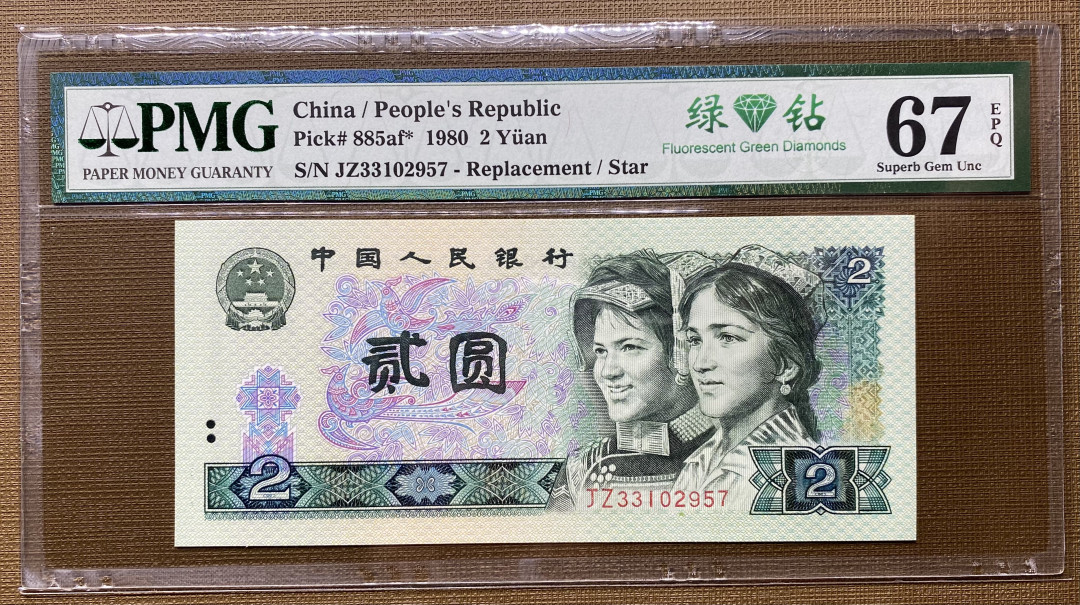 PMG
PAPER MONEY GUARANTY
China / People's Republic
Pick# 885af* 1980 2 Yüan
S/N JZ33102957 - Replacement / Star
绿 钻
Fluorescent Green Diamonds
67
EPQ
Superb Gem Unc
中国人民银行
2
贰圆
2
JZ33102957
2